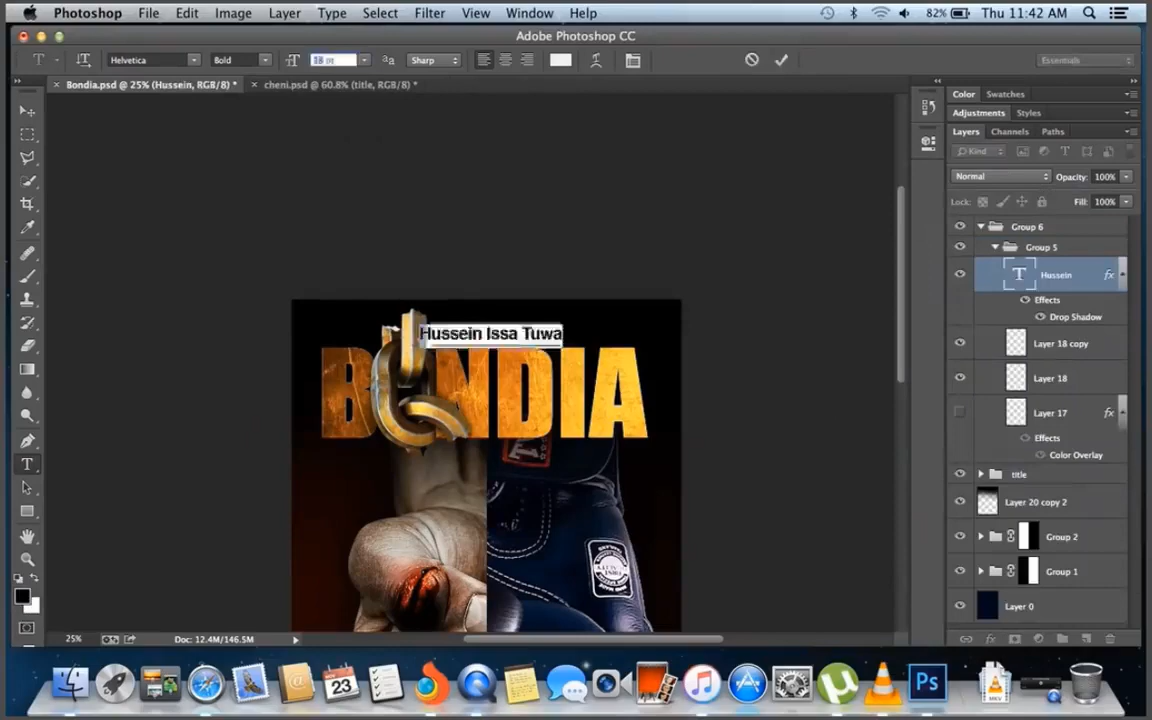 Photoshop File Edit Image Layer Type Select Filter View Window Help 82% Thu 11:42 AM
Adobe Photoshop CC
T Helvetica Bold 18 pt Sharp Essentials
Bondia.psd @ 25% (Hussein, RGB/8) * cheni.psd @ 60.8% (title, RGB/8) *
Color Swatches
Adjustments Styles
Layers Channels Paths
Kind
Normal Opacity: 100%
Lock: Fill: 100%
Group 6
Group 5
T Hussein fx
Effects
Drop Shadow
Layer 18 copy
Layer 18
Layer 17 fx
Effects
Color Overlay
title
Layer 20 copy 2
Group 2
Group 1
Layer 0
Hussein Issa Tuwa
BONDIA
25% Doc: 12.4M/146.5M
23
Ps